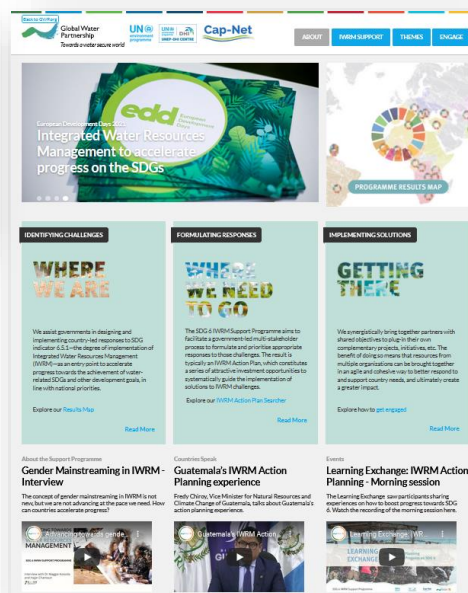 Back to GWP.org
Global Water
Partnership
Towards a water secure world
UN
environment
programme
UN
DHI
UNEP-DHI CENTRE
Cap-Net
ABOUT
IWRM SUPPORT
THEMES
ENGAGE
edd
European
Development
Days
Integrated Water Resources
Management to accelerate
progress on the SDGs
PROGRAMME RESULTS MAP
IDENTIFYING CHALLENGES
WHERE
WE ARE
We assist governments in designing and
implementing country-led responses to SDG
indicator 6.5.1—the degree of implementation of
Integrated Water Resources Management
(IWRM)—as an entry point to accelerate
progress towards the achievement of water-
related SDGs and other development goals, in
line with national priorities.
Explore our Results Map
Read More
FORMULATING RESPONSES
WHERE
WE NEED
TO GO
The SDG 6 IWRM Support Programme aims to
facilitate a government-led multi-stakeholder
process to formulate and prioritise appropriate
responses to those challenges. The result is
typically an IWRM Action Plan, which constitutes
a series of attractive investment opportunities to
systematically guide the implementation of
solutions to IWRM challenges.
Explore our IWRM Action Plan Searcher
Read More
IMPLEMENTING SOLUTIONS
GETTING
THERE
We synergistically bring together partners with
shared objectives to plug-in their own
complementary projects, initiatives, etc. The
benefit of doing so means that resources from
multiple organizations can be brought together
in an agile and cohesive way to better respond to
and support country needs, and ultimately create
a greater impact.
Explore how to get engaged
Read More
About the Support Programme
Gender Mainstreaming in IWRM -
Interview
The concept of gender mainstreaming in IWRM is not
new, but we are not advancing at the pace we need. How
can countries accelerate progress?
Advancing towards gende...
MANAGEMENT
Countries Speak
Guatemala's IWRM Action
Planning experience
Fredy Chiroy, Vice Minister for Natural Resources and
Climate Change of Guatemala, talks about Guatemala's
action planning experience.
Guatemala's IWRM Action...
Events
Learning Exchange: IWRM Action
Planning - Morning session
The Learning Exchange saw participants sharing
experiences on how to boost progress towards SDG
6. Watch the recording of the morning session here.
Learning Exchange: IWR...
LEARNING
EXCHANGE